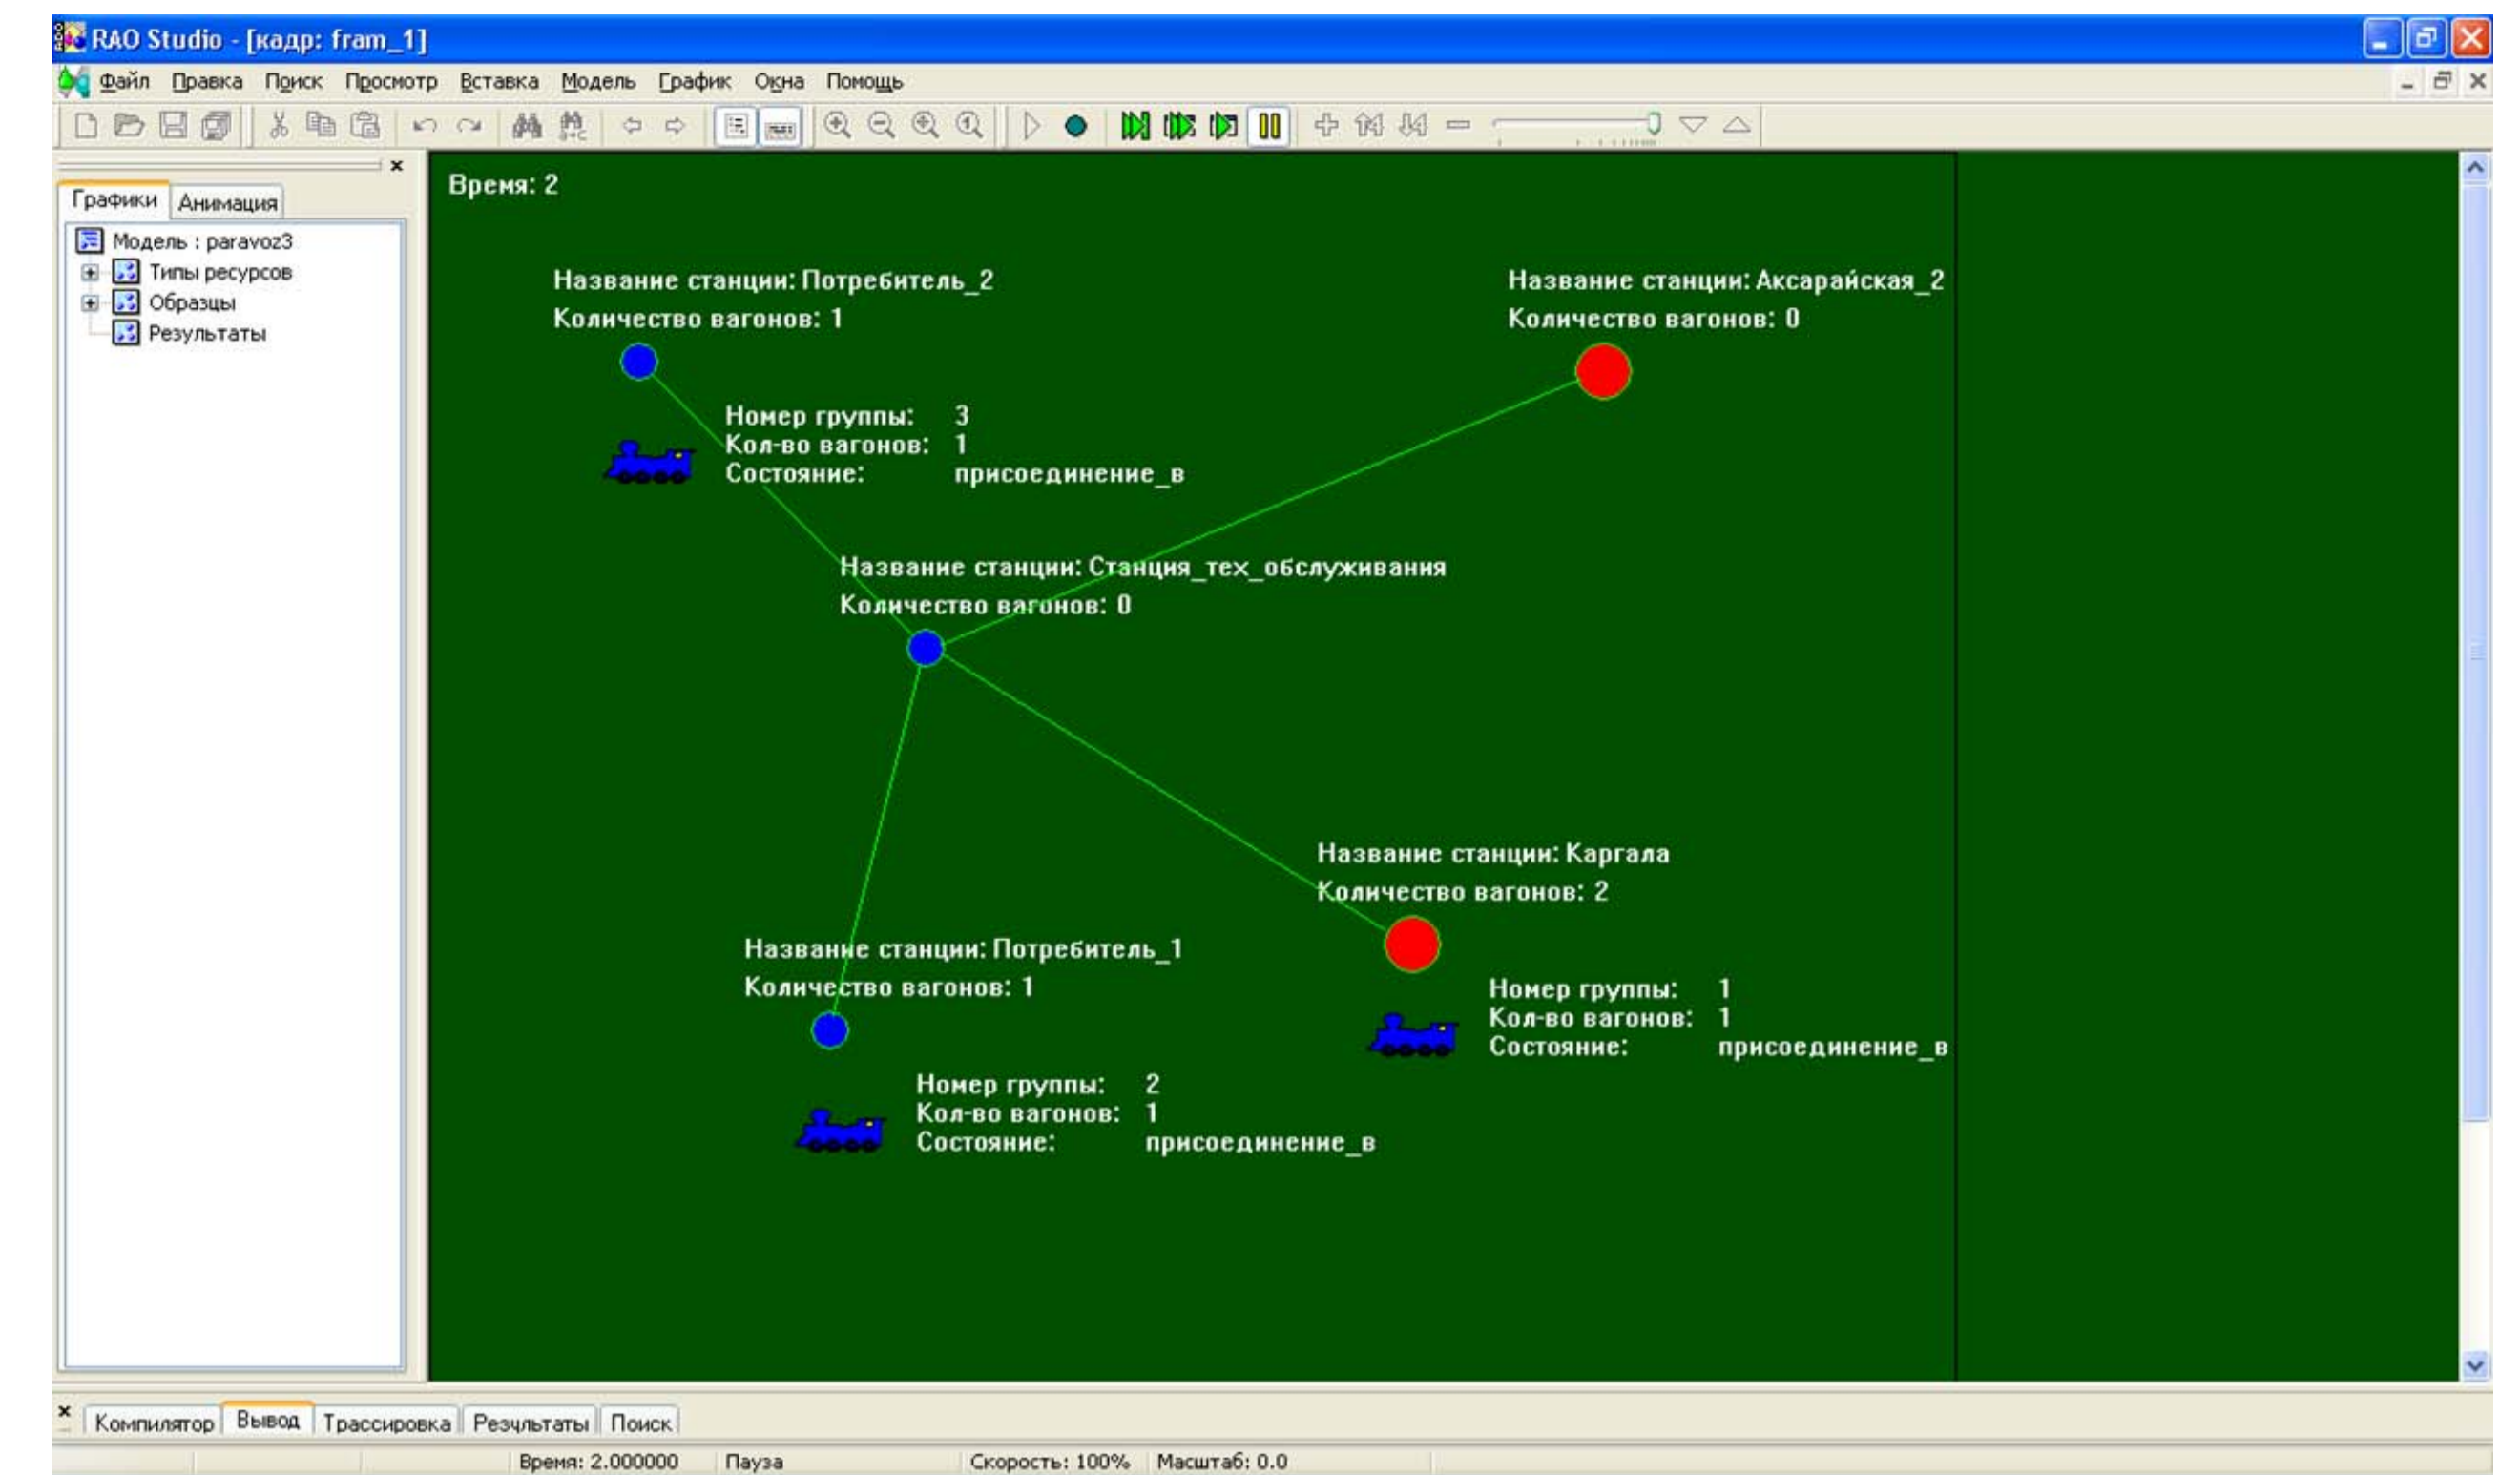 RAO Studio - [кадр: fram_1]
Файл Правка Поиск Просмотр Вставка Модель График Окна Помощь
Графики Анимация
Модель : paravoz3
Типы ресурсов
Образцы
Результаты
Время: 2
Название станции: Потребитель_2
Количество вагонов: 1
Название станции: Аксарайская_2
Количество вагонов: 0
Номер группы: 3
Кол-во вагонов: 1
Состояние: присоединение_в
Название станции: Станция_тех_обслуживания
Количество вагонов: 0
Название станции: Каргала
Количество вагонов: 2
Название станции: Потребитель_1
Количество вагонов: 1
Номер группы: 1
Кол-во вагонов: 1
Состояние: присоединение_в
Номер группы: 2
Кол-во вагонов: 1
Состояние: присоединение_в
Компилятор Вывод Трассировка Результаты Поиск
Время: 2.000000 Пауза Скорость: 100% Масштаб: 0.0